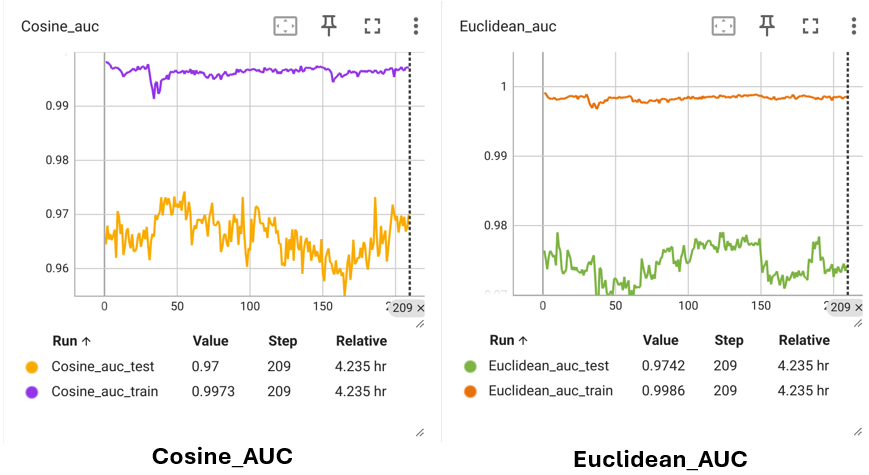 Cosine_auc
0.99
0.98
0.97
0.96
0 50 100 150 209 ×
Run ↑ Value Step Relative
Cosine_auc_test 0.97 209 4.235 hr
Cosine_auc_train 0.9973 209 4.235 hr
Cosine_AUC
Euclidean_auc
1
0.99
0.98
0.97
0 50 100 150 209 ×
Run ↑ Value Step Relative
Euclidean_auc_test 0.9742 209 4.235 hr
Euclidean_auc_train 0.9986 209 4.235 hr
Euclidean_AUC